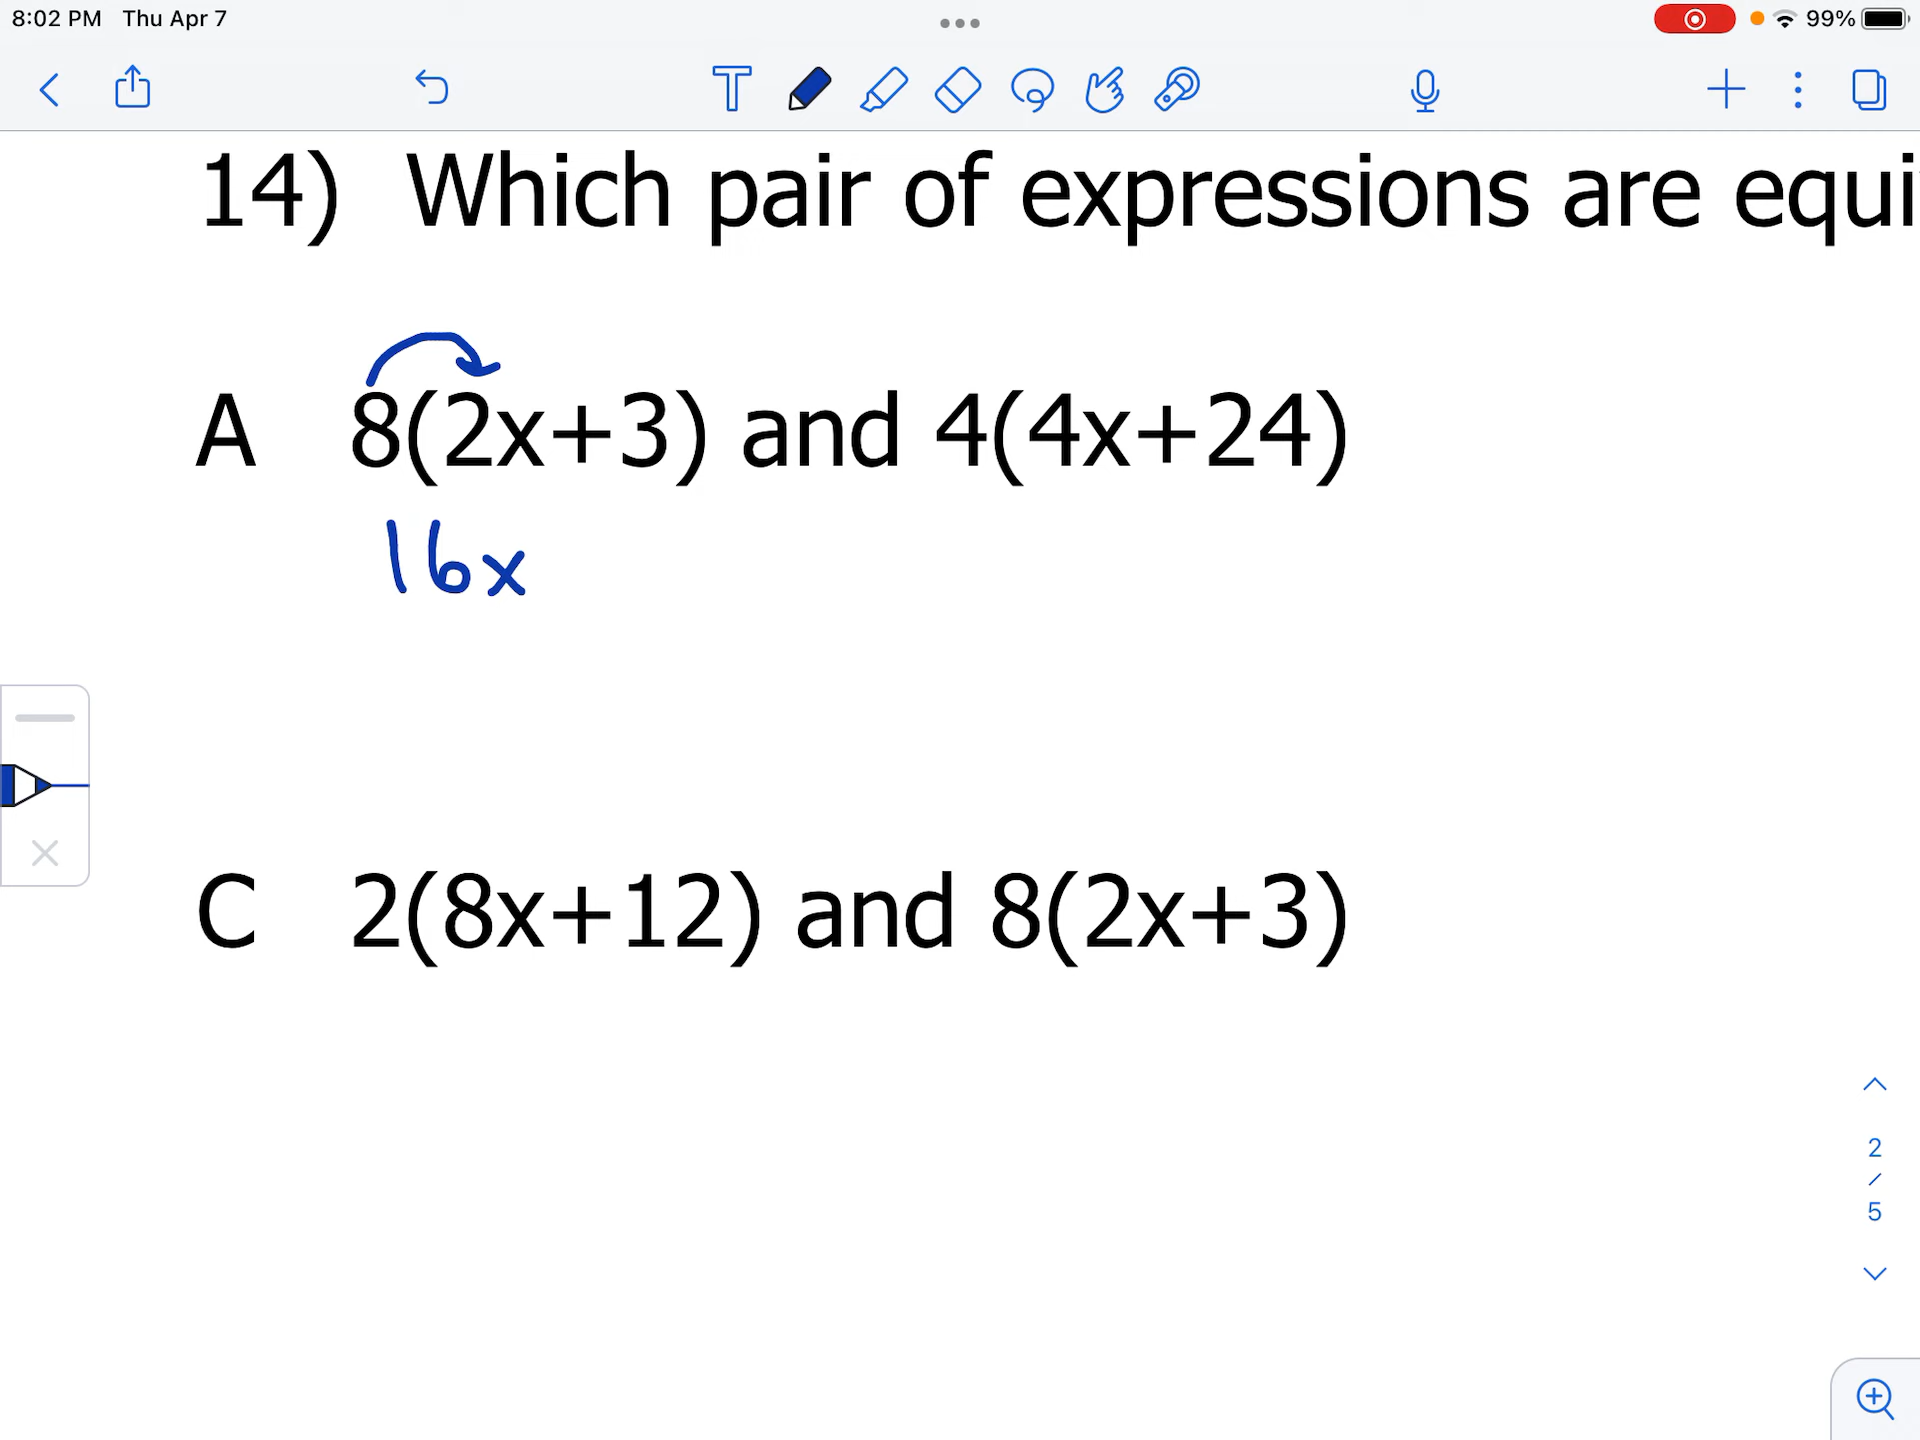 8:02 PM Thu Apr 7
99%
14) Which pair of expressions are
A 8(2x+3) and 4(4x+24)
16x
C 2(8x+12) and 8(2x+3)
2
/
5